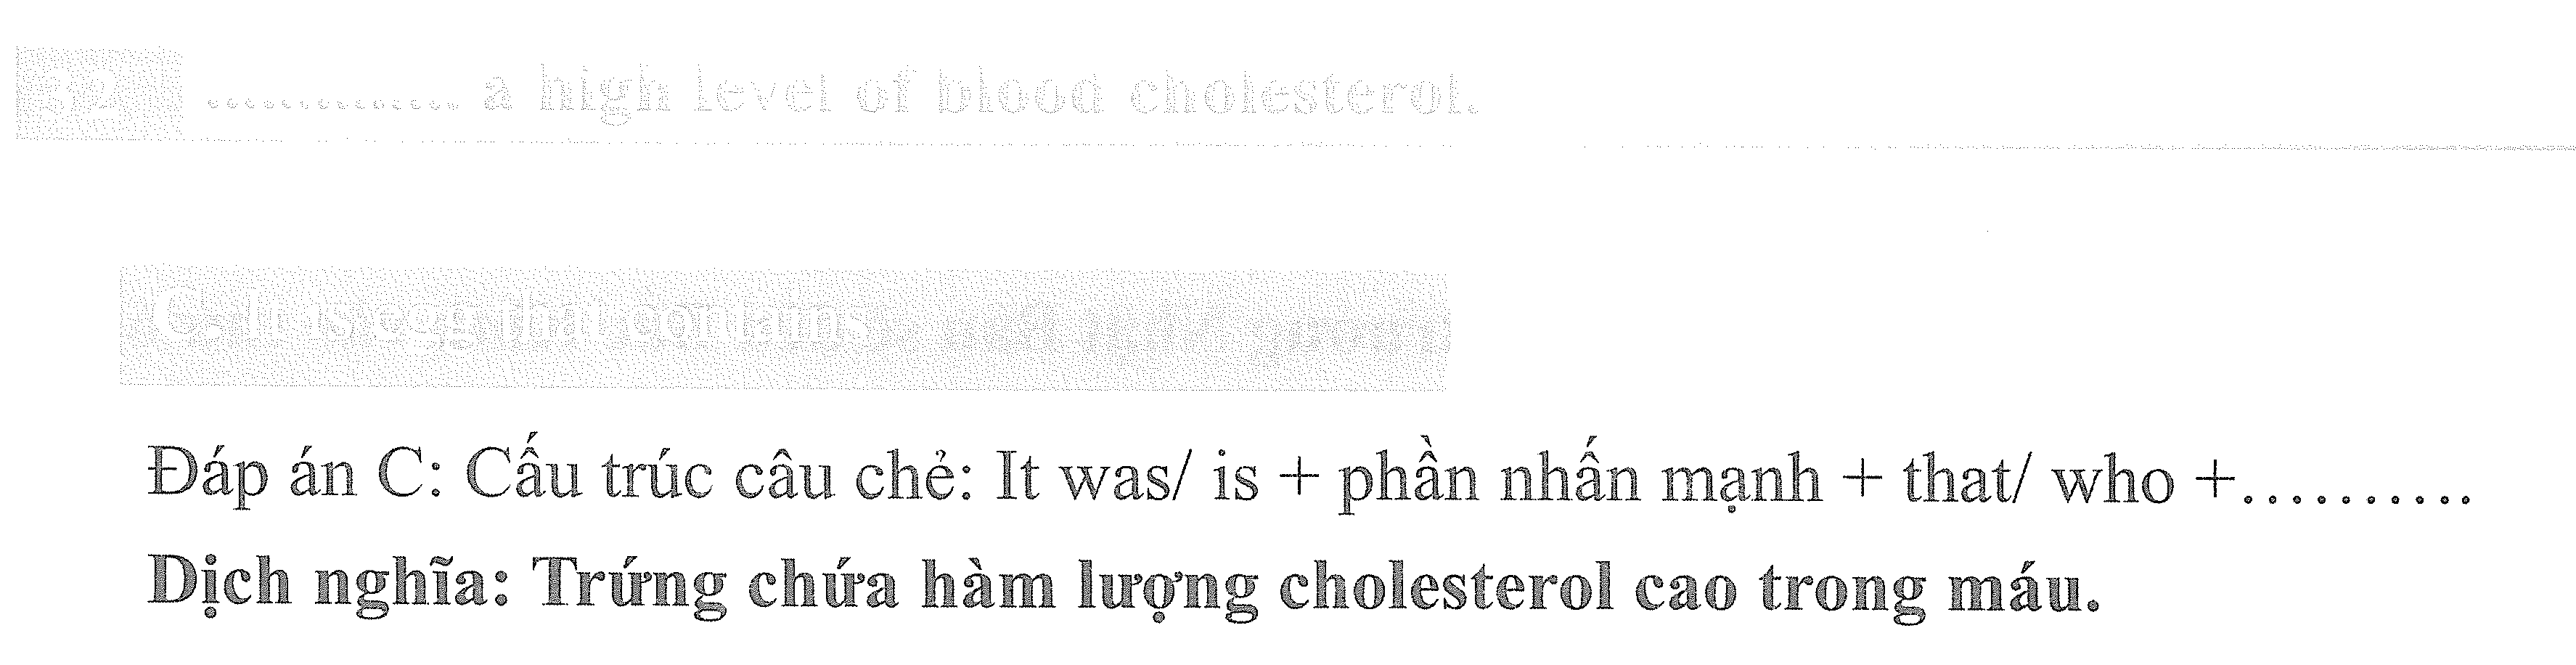 32 .............. a high level of blood cholesterol.
C. It is egg that contains
Đáp án C: Cấu trúc câu chẻ: It was/ is + phần nhấn mạnh + that/ who +..........
Dịch nghĩa: Trứng chứa hàm lượng cholesterol cao trong máu.